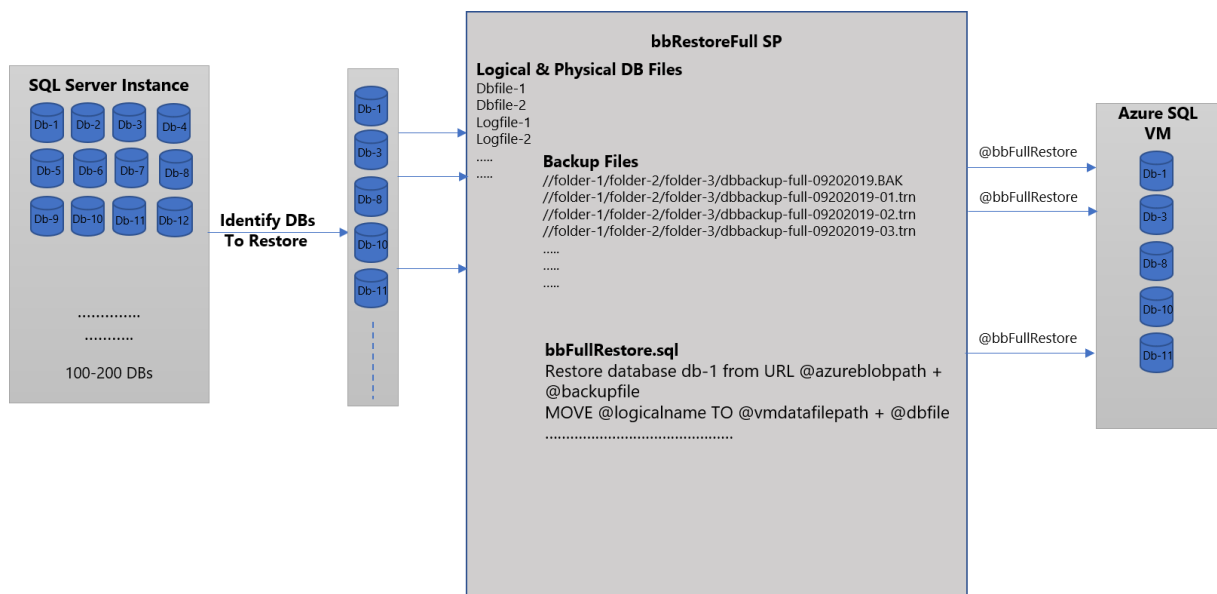 SQL Server Instance
Db-1 Db-2 Db-3 Db-4
Db-5 Db-6 Db-7 Db-8
Db-9 Db-10 Db-11 Db-12
..............
...........
100-200 DBs
Identify DBs
To Restore
Db-1
Db-3
Db-8
Db-10
Db-11
bbRestoreFull SP
Logical & Physical DB Files
Dbfile-1
Dbfile-2
Logfile-1
Logfile-2
.....
.....
Backup Files
//folder-1/folder-2/folder-3/dbbackup-full-09202019.BAK
//folder-1/folder-2/folder-3/dbbackup-full-09202019-01.trn
//folder-1/folder-2/folder-3/dbbackup-full-09202019-02.trn
//folder-1/folder-2/folder-3/dbbackup-full-09202019-03.trn
.....
.....
.....
bbFullRestore.sql
Restore database db-1 from URL @azureblobpath +
@backupfile
MOVE @logicalname TO @vmdatafilepath + @dbfile
.............................................
@bbFullRestore
@bbFullRestore
@bbFullRestore
Azure SQL
VM
Db-1
Db-3
Db-8
Db-10
Db-11